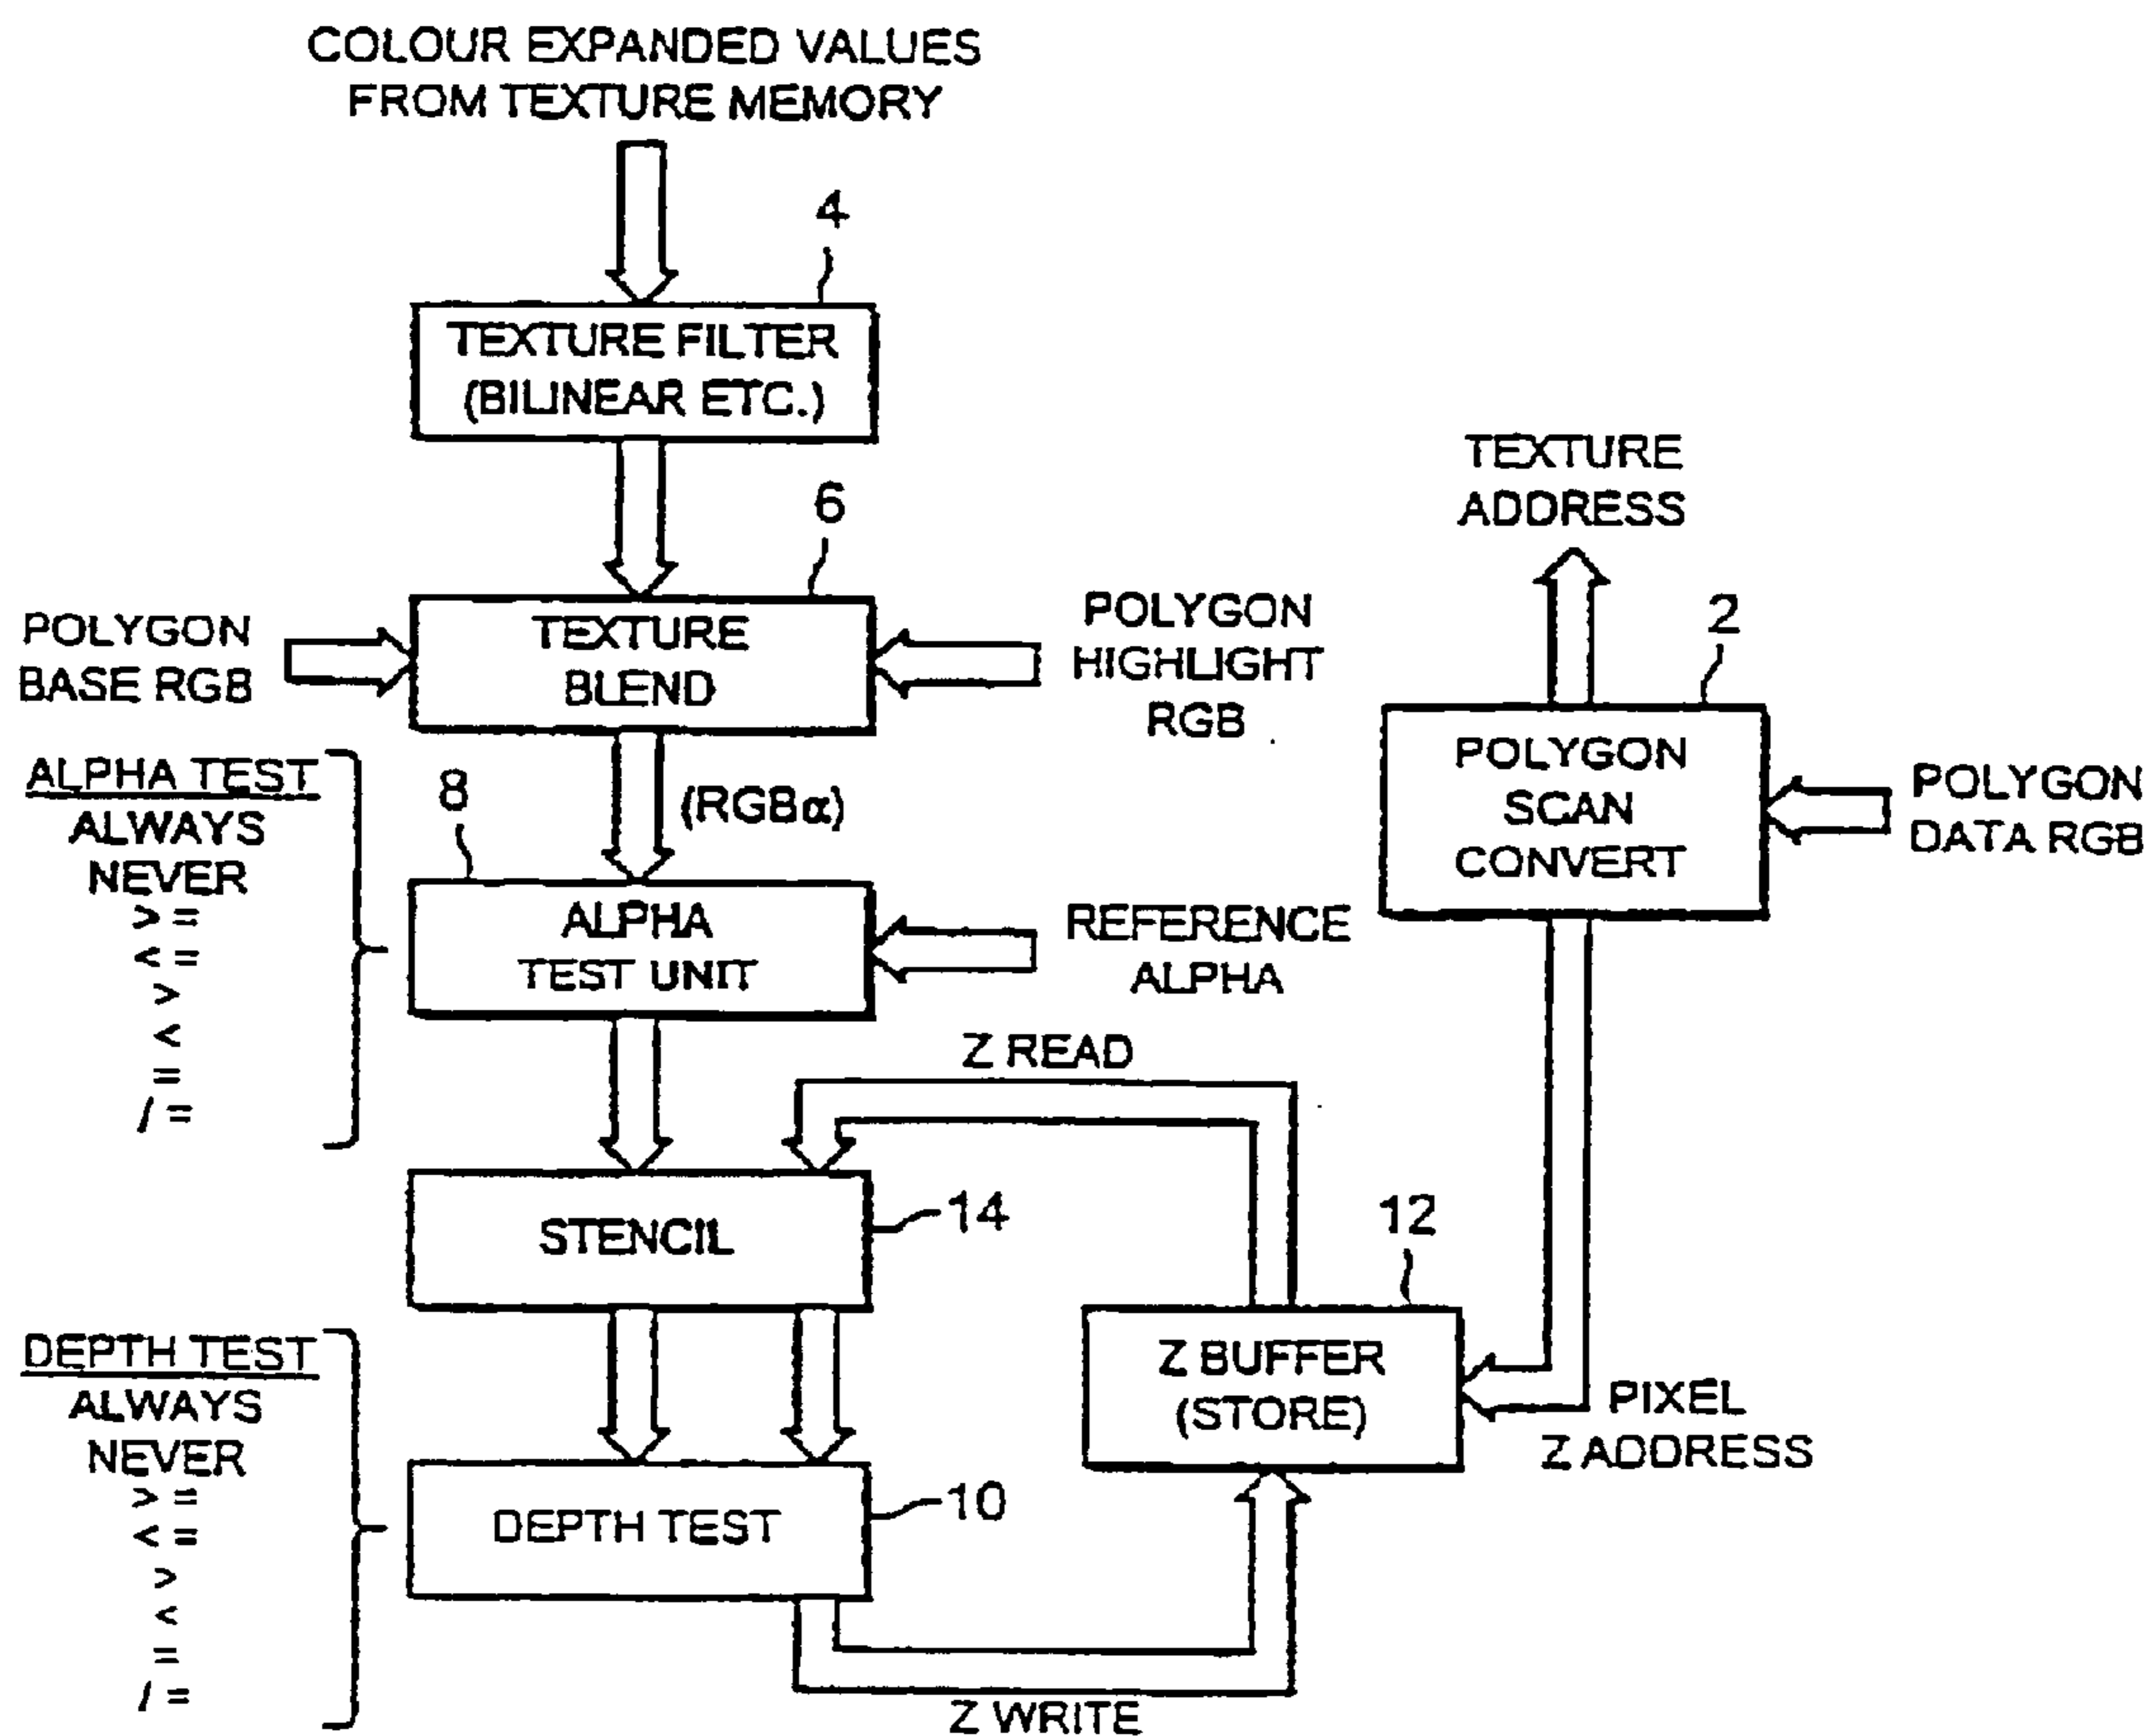 COLOUR EXPANDED VALUES
FROM TEXTURE MEMORY
4
TEXTURE FILTER
(BILINEAR ETC.)
6
TEXTURE
BLEND
POLYGON
BASE RGB
POLYGON
HIGHLIGHT
RGB
TEXTURE
ADDRESS
2
POLYGON
SCAN
CONVERT
POLYGON
DATA RGB
ALPHA TEST
ALWAYS
NEVER
> =
< =
>
<
=
/ =
8
(RGBα)
ALPHA
TEST UNIT
REFERENCE
ALPHA
Z READ
STENCIL
14
12
Z BUFFER
(STORE)
PIXEL
Z ADDRESS
DEPTH TEST
ALWAYS
NEVER
> =
< =
>
<
=
/ =
DEPTH TEST
10
Z WRITE